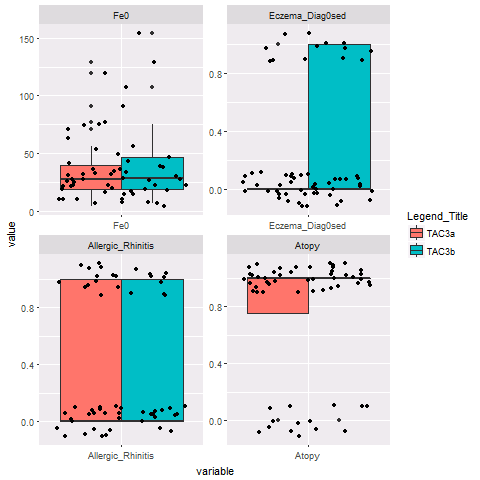 Fe0
Eczema_Diag0sed
150
100
50
0
0.8
0.4
0.0
Fe0
Eczema_Diag0sed
Allergic_Rhinitis
Atopy
0.8
0.4
0.0
0.8
0.4
0.0
Allergic_Rhinitis
Atopy
value
variable
Legend_Title
TAC3a
TAC3b